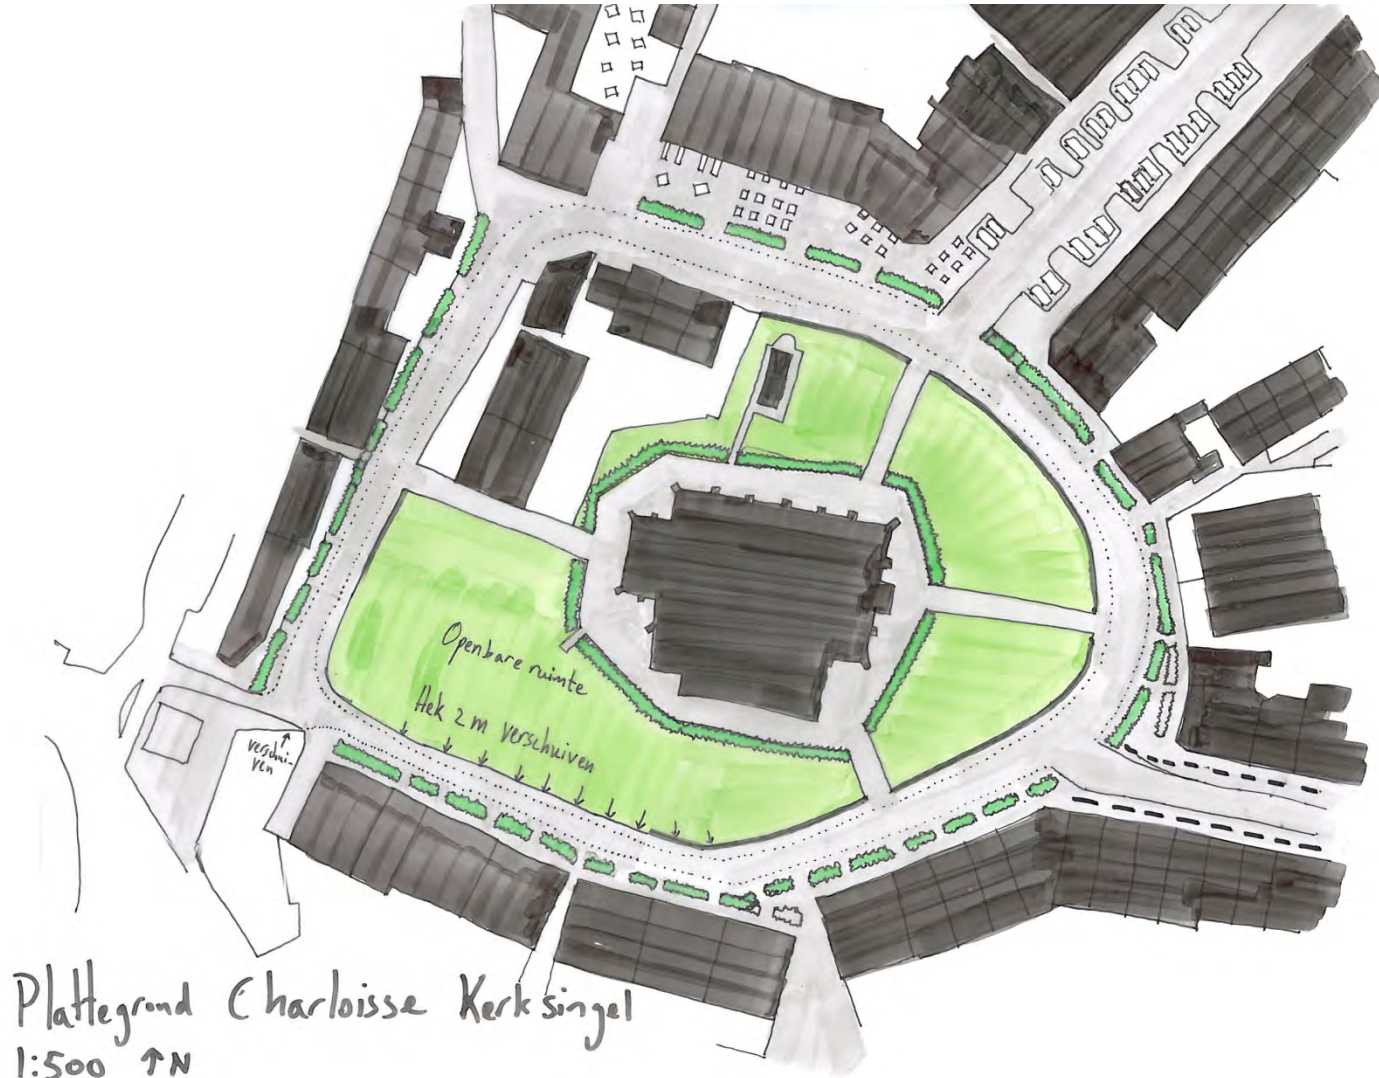 Openbare ruimte
Hek 2 m verschuiven
verschui-
ven
Plattegrond Charloisse Kerksingel
1:500 ↑N